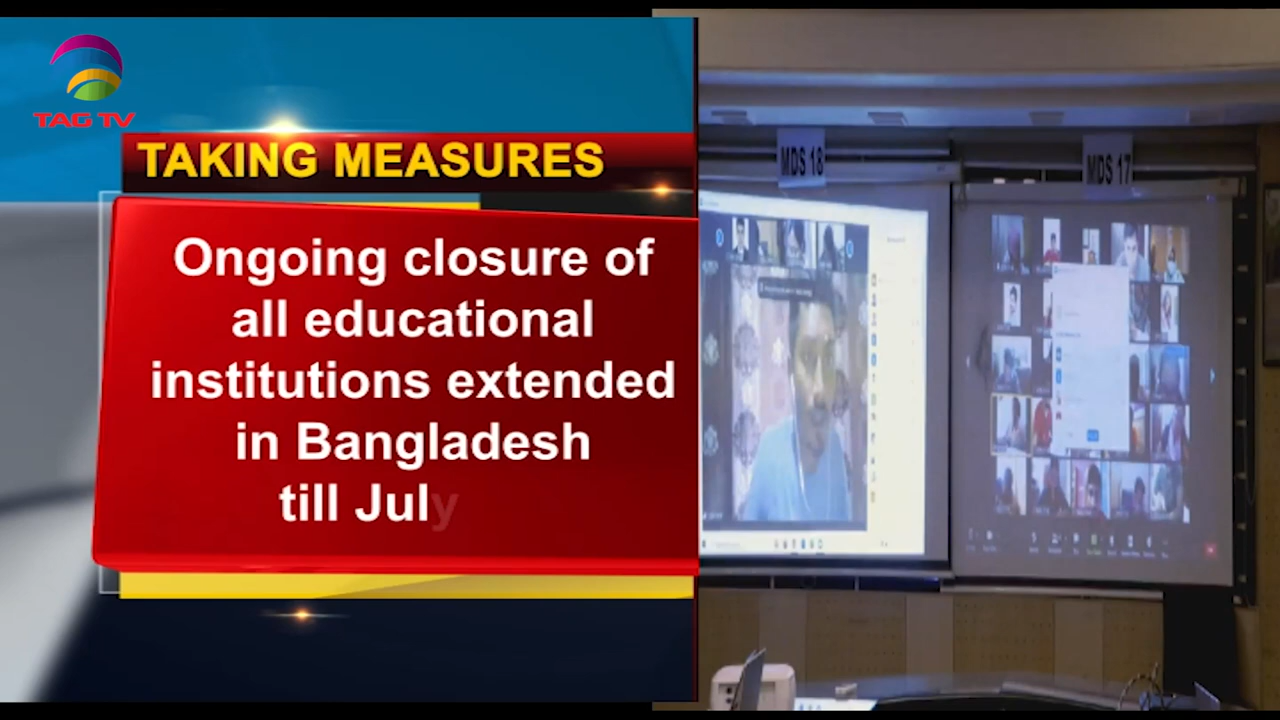 TAG TV
TAKING MEASURES
Ongoing closure of
all educational
institutions extended
in Bangladesh
till July
MDS 18
MDS 17